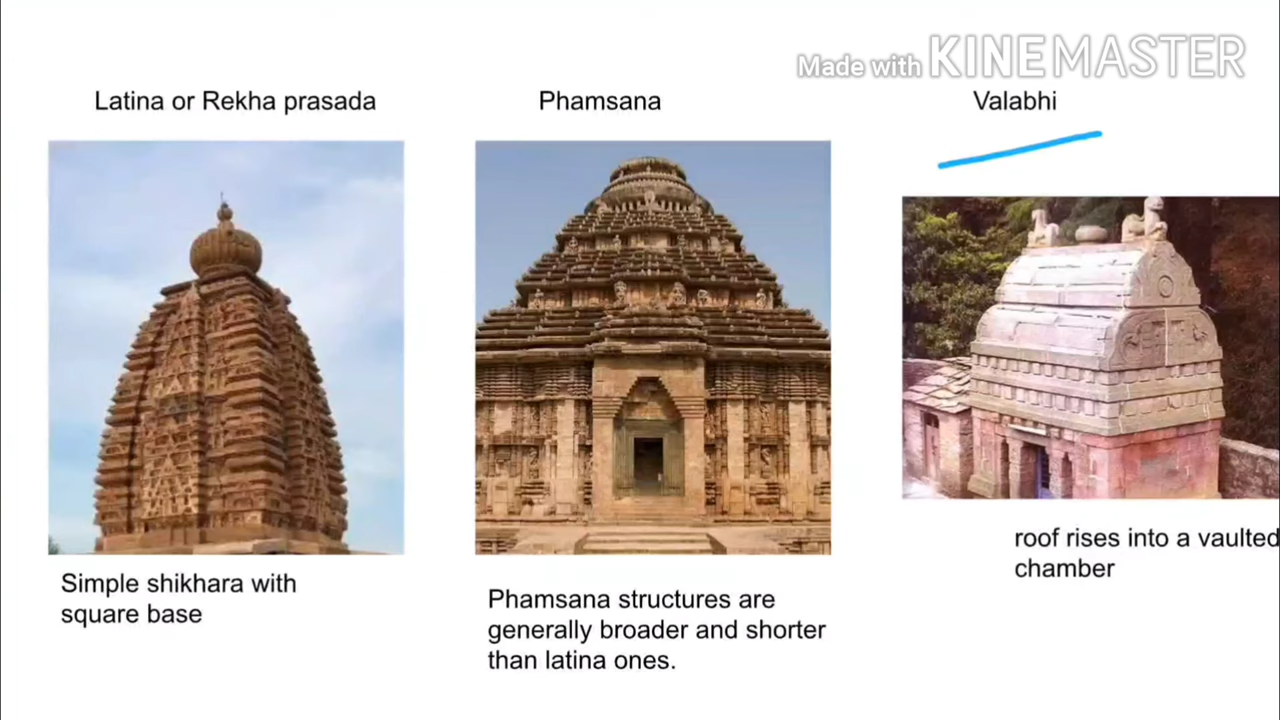 Made with KINEMASTER
Latina or Rekha prasada
Phamsana
Valabhi
Simple shikhara with
square base
Phamsana structures are
generally broader and shorter
than latina ones.
roof rises into a vaulted
chamber